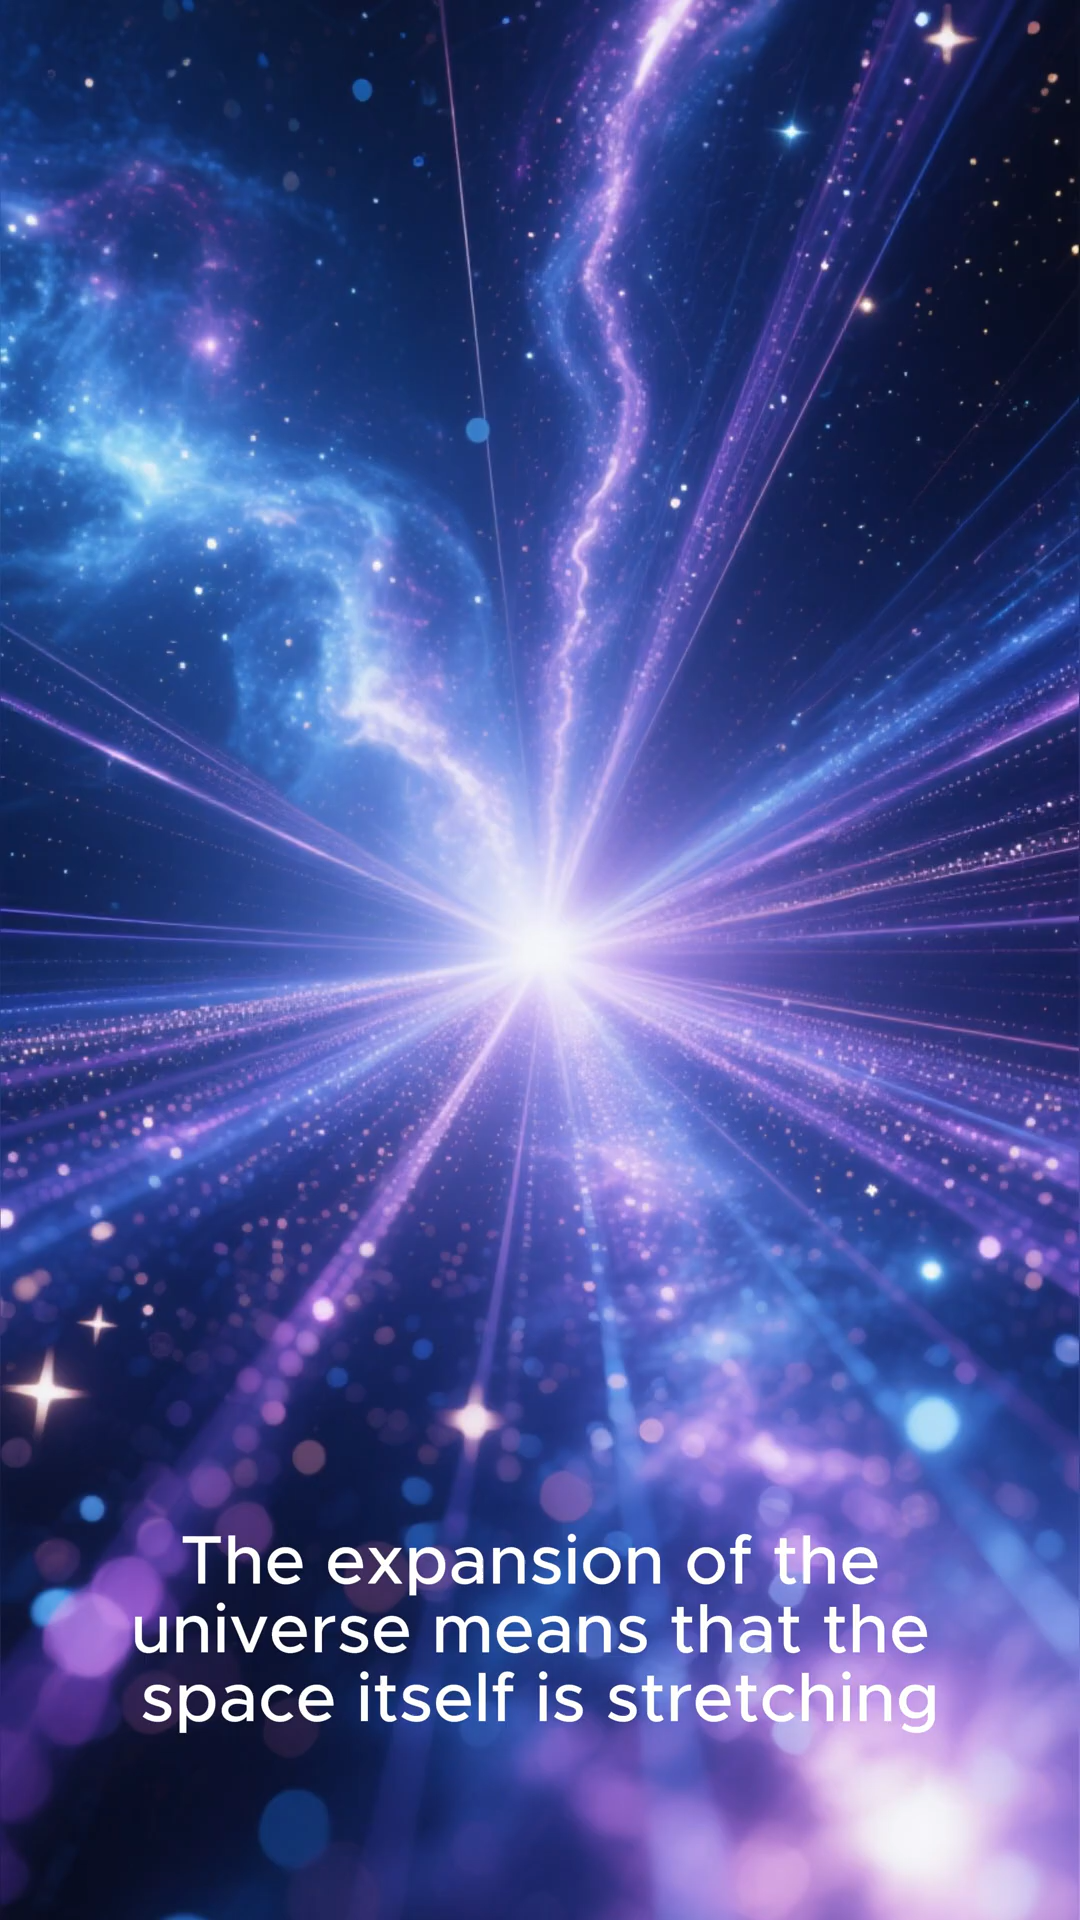 The expansion of the
universe means that the
space itself is stretching